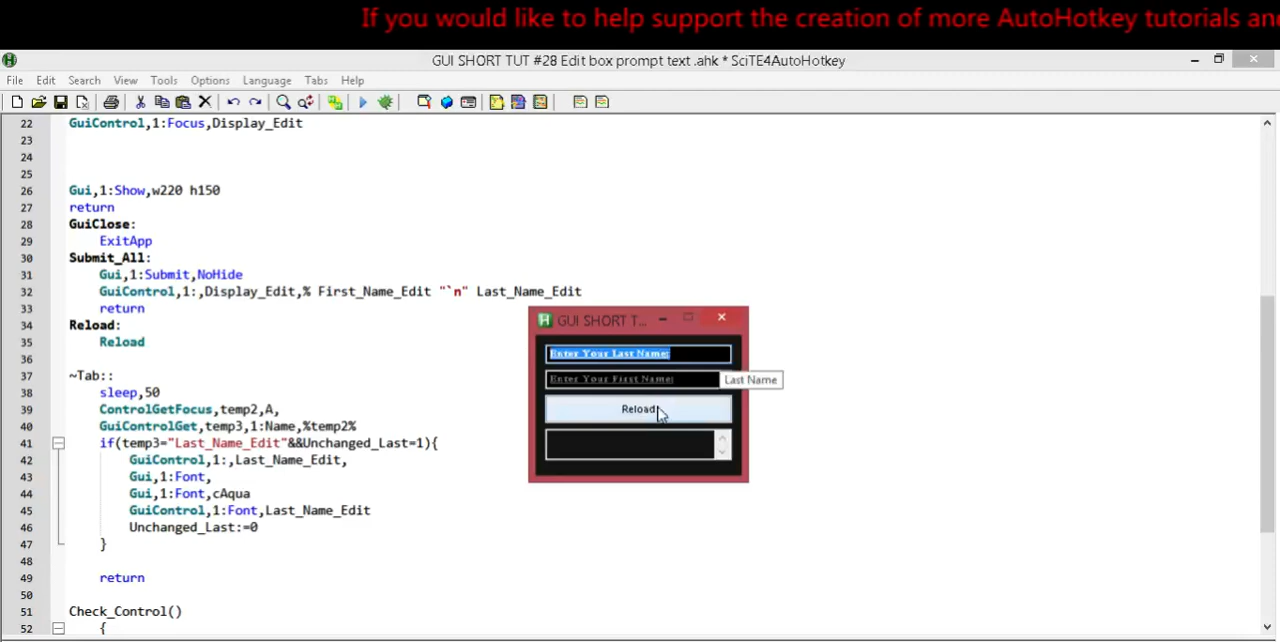 If you would like to help support the creation of more AutoHotkey tutorials an
GUI SHORT TUT #28 Edit box prompt text .ahk * SciTE4AutoHotkey
File Edit Search View Tools Options Language Tabs Help
22 GuiControl,1:Focus,Display_Edit
23
24
25
26 Gui,1:Show,w220 h150
27 return
28 GuiClose:
29 ExitApp
30 Submit_All:
31 Gui,1:Submit,NoHide
32 GuiControl,1:,Display_Edit,% First_Name_Edit "`n" Last_Name_Edit
33 return
34 Reload:
35 Reload
36
37 ~Tab::
38 sleep,50
39 ControlGetFocus,temp2,A,
40 GuiControlGet,temp3,1:Name,%temp2%
41 if(temp3="Last_Name_Edit"&&Unchanged_Last=1){
42 GuiControl,1:,Last_Name_Edit,
43 Gui,1:Font,
44 Gui,1:Font,cAqua
45 GuiControl,1:Font,Last_Name_Edit
46 Unchanged_Last:=0
47 }
48
49 return
50
51 Check_Control()
52 {
GUI SHORT T...
Enter Your Last Name:
Enter Your First Name:
Last Name
Reload